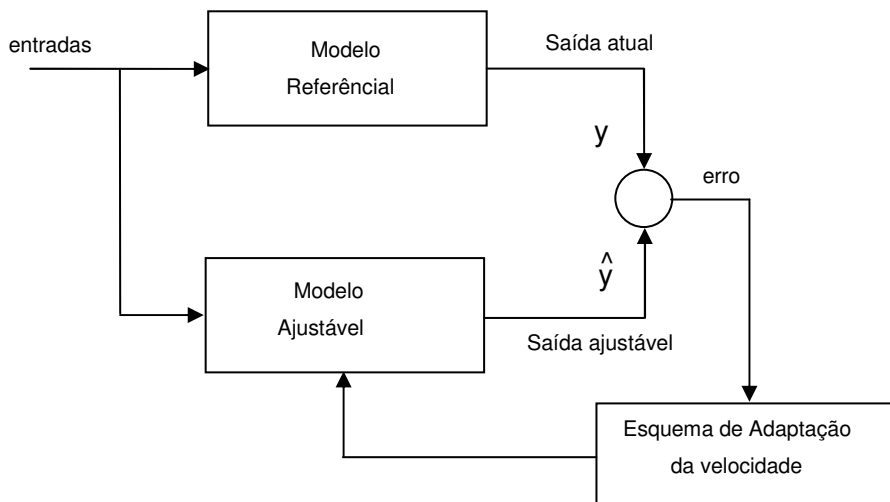 entradas
Modelo
Referêncial
Saída atual
y
erro
Modelo
Ajustável
ŷ
Saída ajustável
Esquema de Adaptação
da velocidade